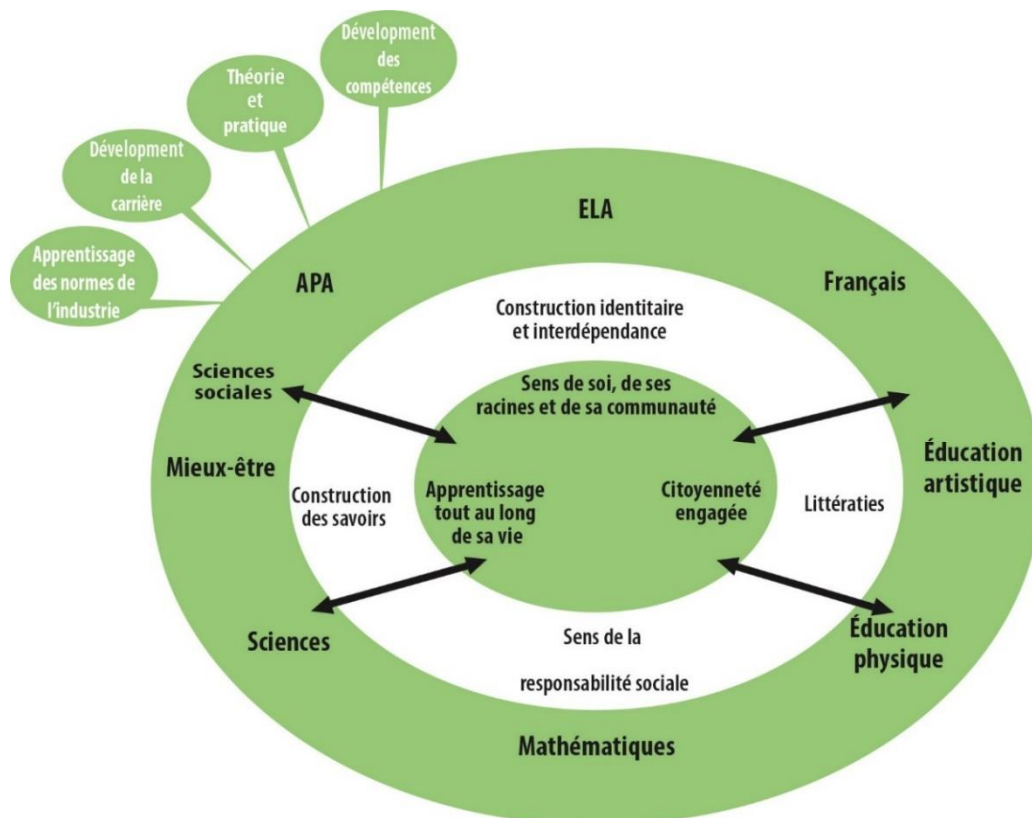 Dévelopment
des
compétences
Théorie
et
pratique
Dévelopment
de la
carrière
Apprentissage
des normes de
l'industrie
ELA
APA
Français
Construction identitaire
et interdépendance
Sciences
sociales
Sens de soi, de ses
racines et de sa communauté
Mieux-être
Éducation
artistique
Construction
des savoirs
Apprentissage
tout au long
de sa vie
Citoyenneté
engagée
Littératies
Sciences
Sens de la
responsabilité sociale
Éducation
physique
Mathématiques